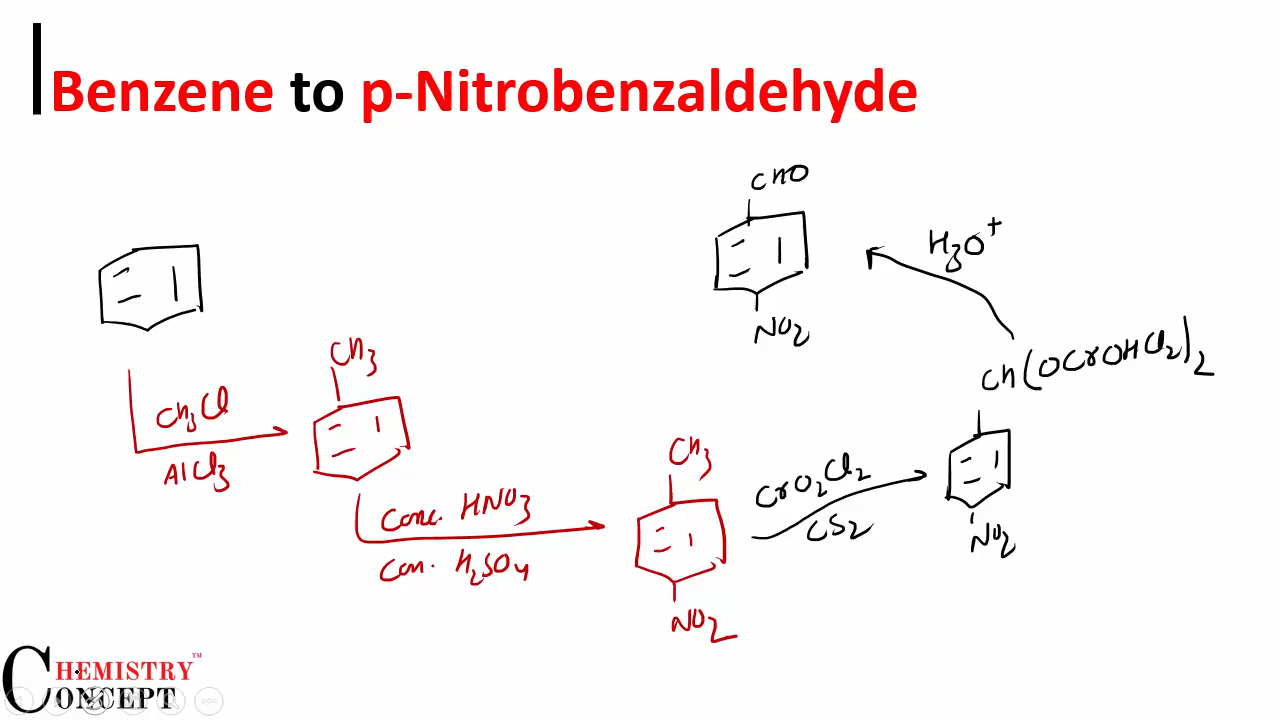 Benzene to p-Nitrobenzaldehyde
CHO
NO2
H3O+
CH3Cl
AlCl3
CH3
Conc. HNO3
Con. H2SO4
CH3
NO2
CrO2Cl2
CS2
CH(OCrOHCl2)2
NO2
CHEMISTRY™
CONCEPT